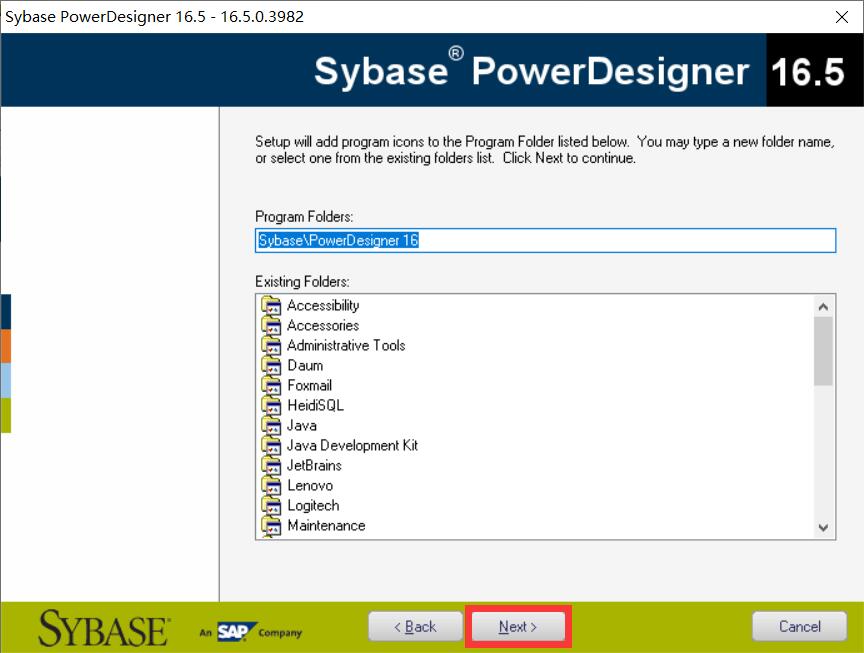 Sybase PowerDesigner 16.5 - 16.5.0.3982
Sybase® PowerDesigner 16.5
Setup will add program icons to the Program Folder listed below. You may type a new folder name,
or select one from the existing folders list. Click Next to continue.
Program Folders:
Sybase\PowerDesigner 16
Existing Folders:
Accessibility
Accessories
Administrative Tools
Daum
Foxmail
HeidiSQL
Java
Java Development Kit
JetBrains
Lenovo
Logitech
Maintenance
SYBASE® An SAP Company
< Back
Next >
Cancel